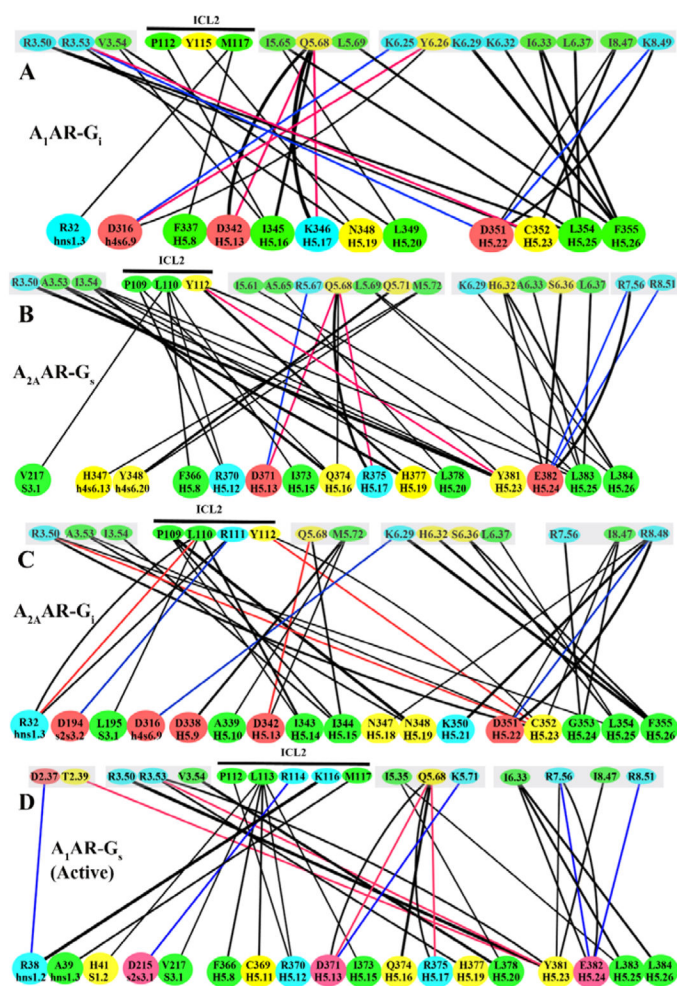 ICL2
R3.50 R3.53 V3.54 P112 Y115 M117 I5.65 Q5.68 L5.69 K6.25 Y6.26 K6.29 K6.32 I6.33 L6.37 I8.47 K8.49
A
A1AR-Gi
R32 D316 F337 D342 I345 K346 N348 L349 D351 C352 L354 F355
hns1.3 h4s6.9 H5.8 H5.13 H5.16 H5.17 H5.19 H5.20 H5.22 H5.23 H5.25 H5.26
ICL2
R3.50 A3.53 I3.54 P109 L110 Y112 I5.61 A5.65 R5.67 Q5.68 L5.69 Q5.71 M5.72 K6.29 H6.32 A6.33 S6.36 L6.37 R7.56 R8.51
B
A2AAR-Gs
V217 H347 Y348 F366 R370 D371 I373 Q374 R375 H377 L378 Y381 E382 L383 L384
S3.1 h4s6.13 h4s6.20 H5.8 H5.12 H5.13 H5.15 H5.16 H5.17 H5.19 H5.20 H5.23 H5.24 H5.25 H5.26
ICL2
R3.50 A3.53 I3.54 P109 L110 R111 Y112 Q5.68 M5.72 K6.29 H6.32 S6.36 L6.37 R7.56 I8.47 R8.48
C
A2AAR-Gi
R32 D194 L195 D316 D338 A339 D342 I343 I344 N347 N348 K350 D351 C352 G353 L354 F355
hns1.3 s2s3.2 S3.1 h4s6.9 H5.9 H5.10 H5.13 H5.14 H5.15 H5.18 H5.19 H5.21 H5.22 H5.23 H5.24 H5.25 H5.26
ICL2
D2.37 T2.39 R3.50 R3.53 V3.54 P112 L113 R114 K116 M117 I5.35 Q5.68 K5.71 I6.33 R7.56 I8.47 R8.51
D
A1AR-Gs
(Active)
R38 A39 H41 D215 V217 F366 C369 R370 D371 I373 Q374 R375 H377 L378 Y381 E382 L383 L384
hns1.2 hns1.3 S1.2 s2s3.1 S3.1 H5.8 H5.11 H5.12 H5.13 H5.15 H5.16 H5.17 H5.19 H5.20 H5.23 H5.24 H5.25 H5.26